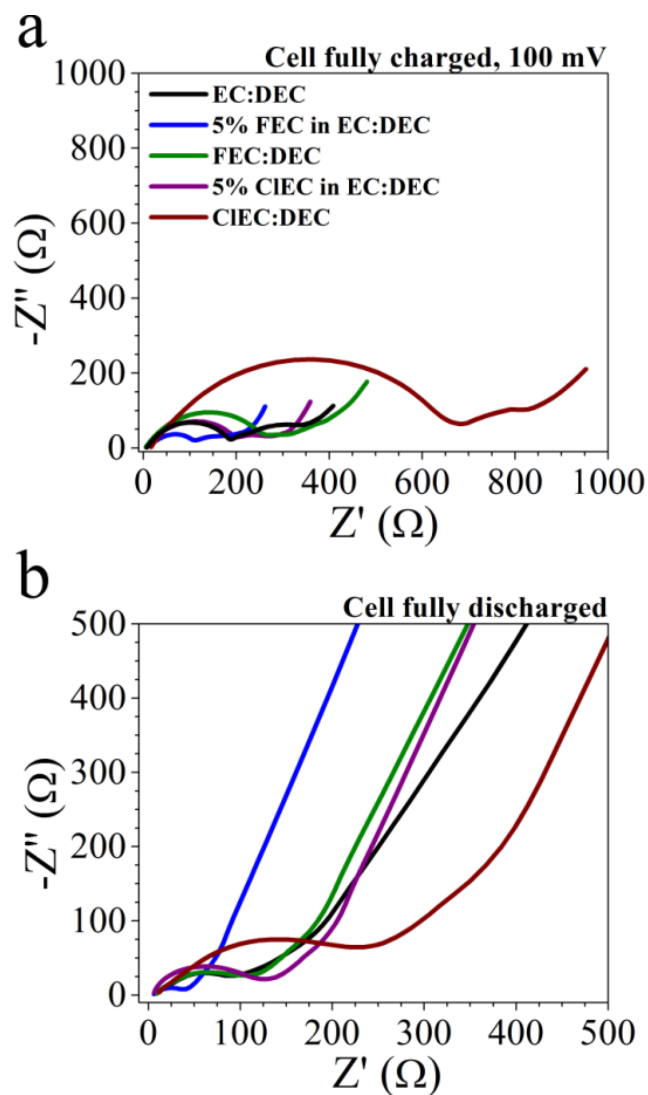 a
Cell fully charged, 100 mV
1000
800
600
400
200
0
-Z'' (Ω)
EC:DEC
5% FEC in EC:DEC
FEC:DEC
5% ClEC in EC:DEC
ClEC:DEC
0 200 400 600 800 1000
Z' (Ω)
b
Cell fully discharged
500
400
300
200
100
0
-Z'' (Ω)
0 100 200 300 400 500
Z' (Ω)